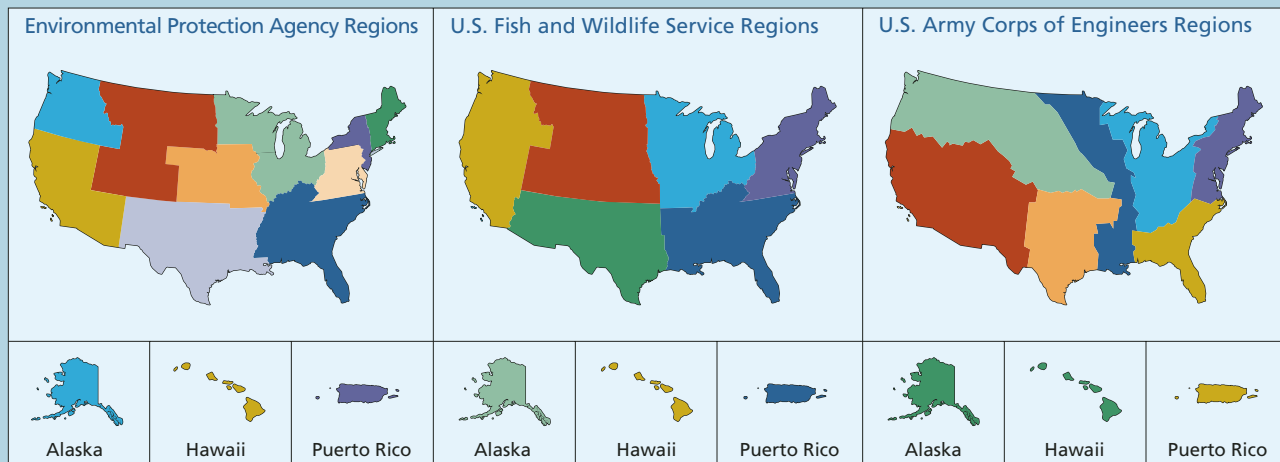 Environmental Protection Agency Regions
U.S. Fish and Wildlife Service Regions
U.S. Army Corps of Engineers Regions
Alaska
Hawaii
Puerto Rico
Alaska
Hawaii
Puerto Rico
Alaska
Hawaii
Puerto Rico